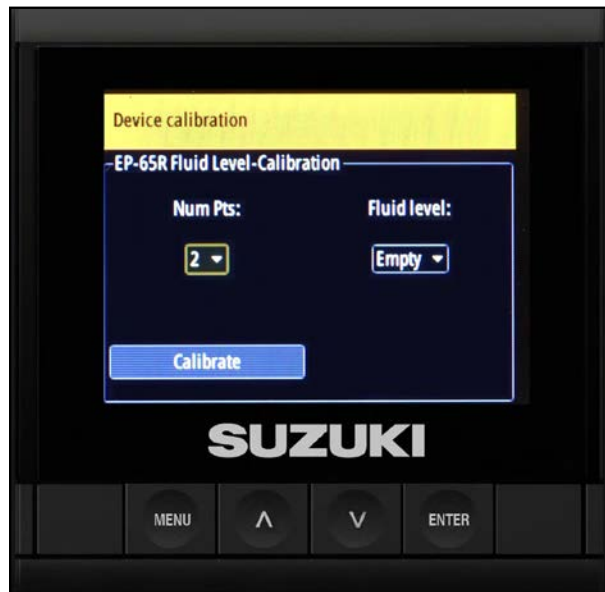 Device calibration
EP-65R Fluid Level-Calibration
Num Pts: Fluid level:
2 Empty
Calibrate
SUZUKI
MENU ENTER